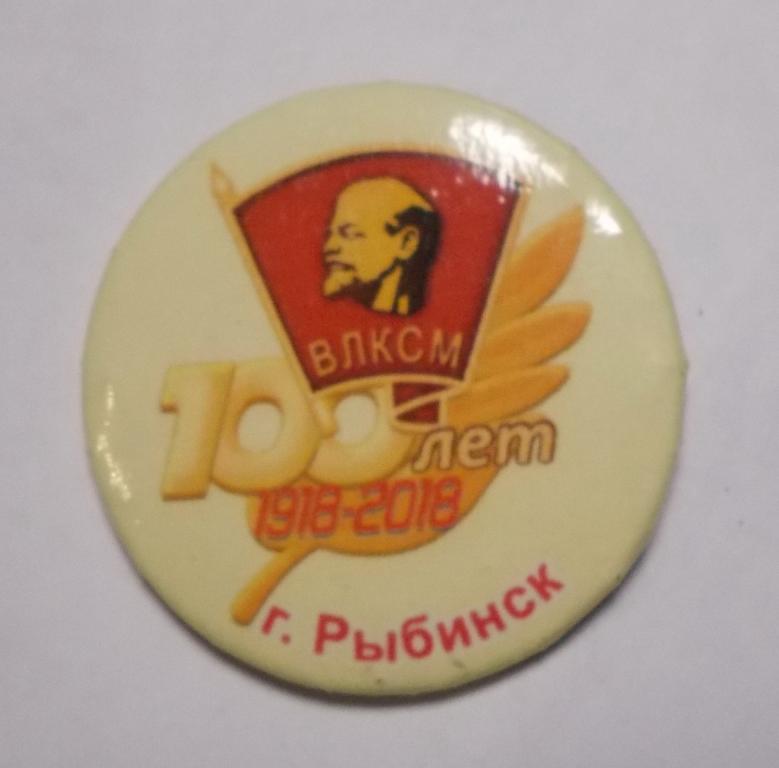 ВЛКСМ
100 лет
1918-2018
г. Рыбинск